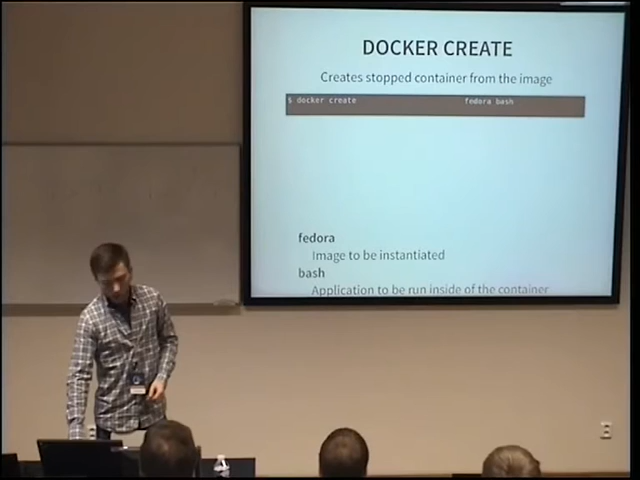 DOCKER CREATE
Creates stopped container from the image
$ docker create fedora bash
fedora
Image to be instantiated
bash
Application to be run inside of the container